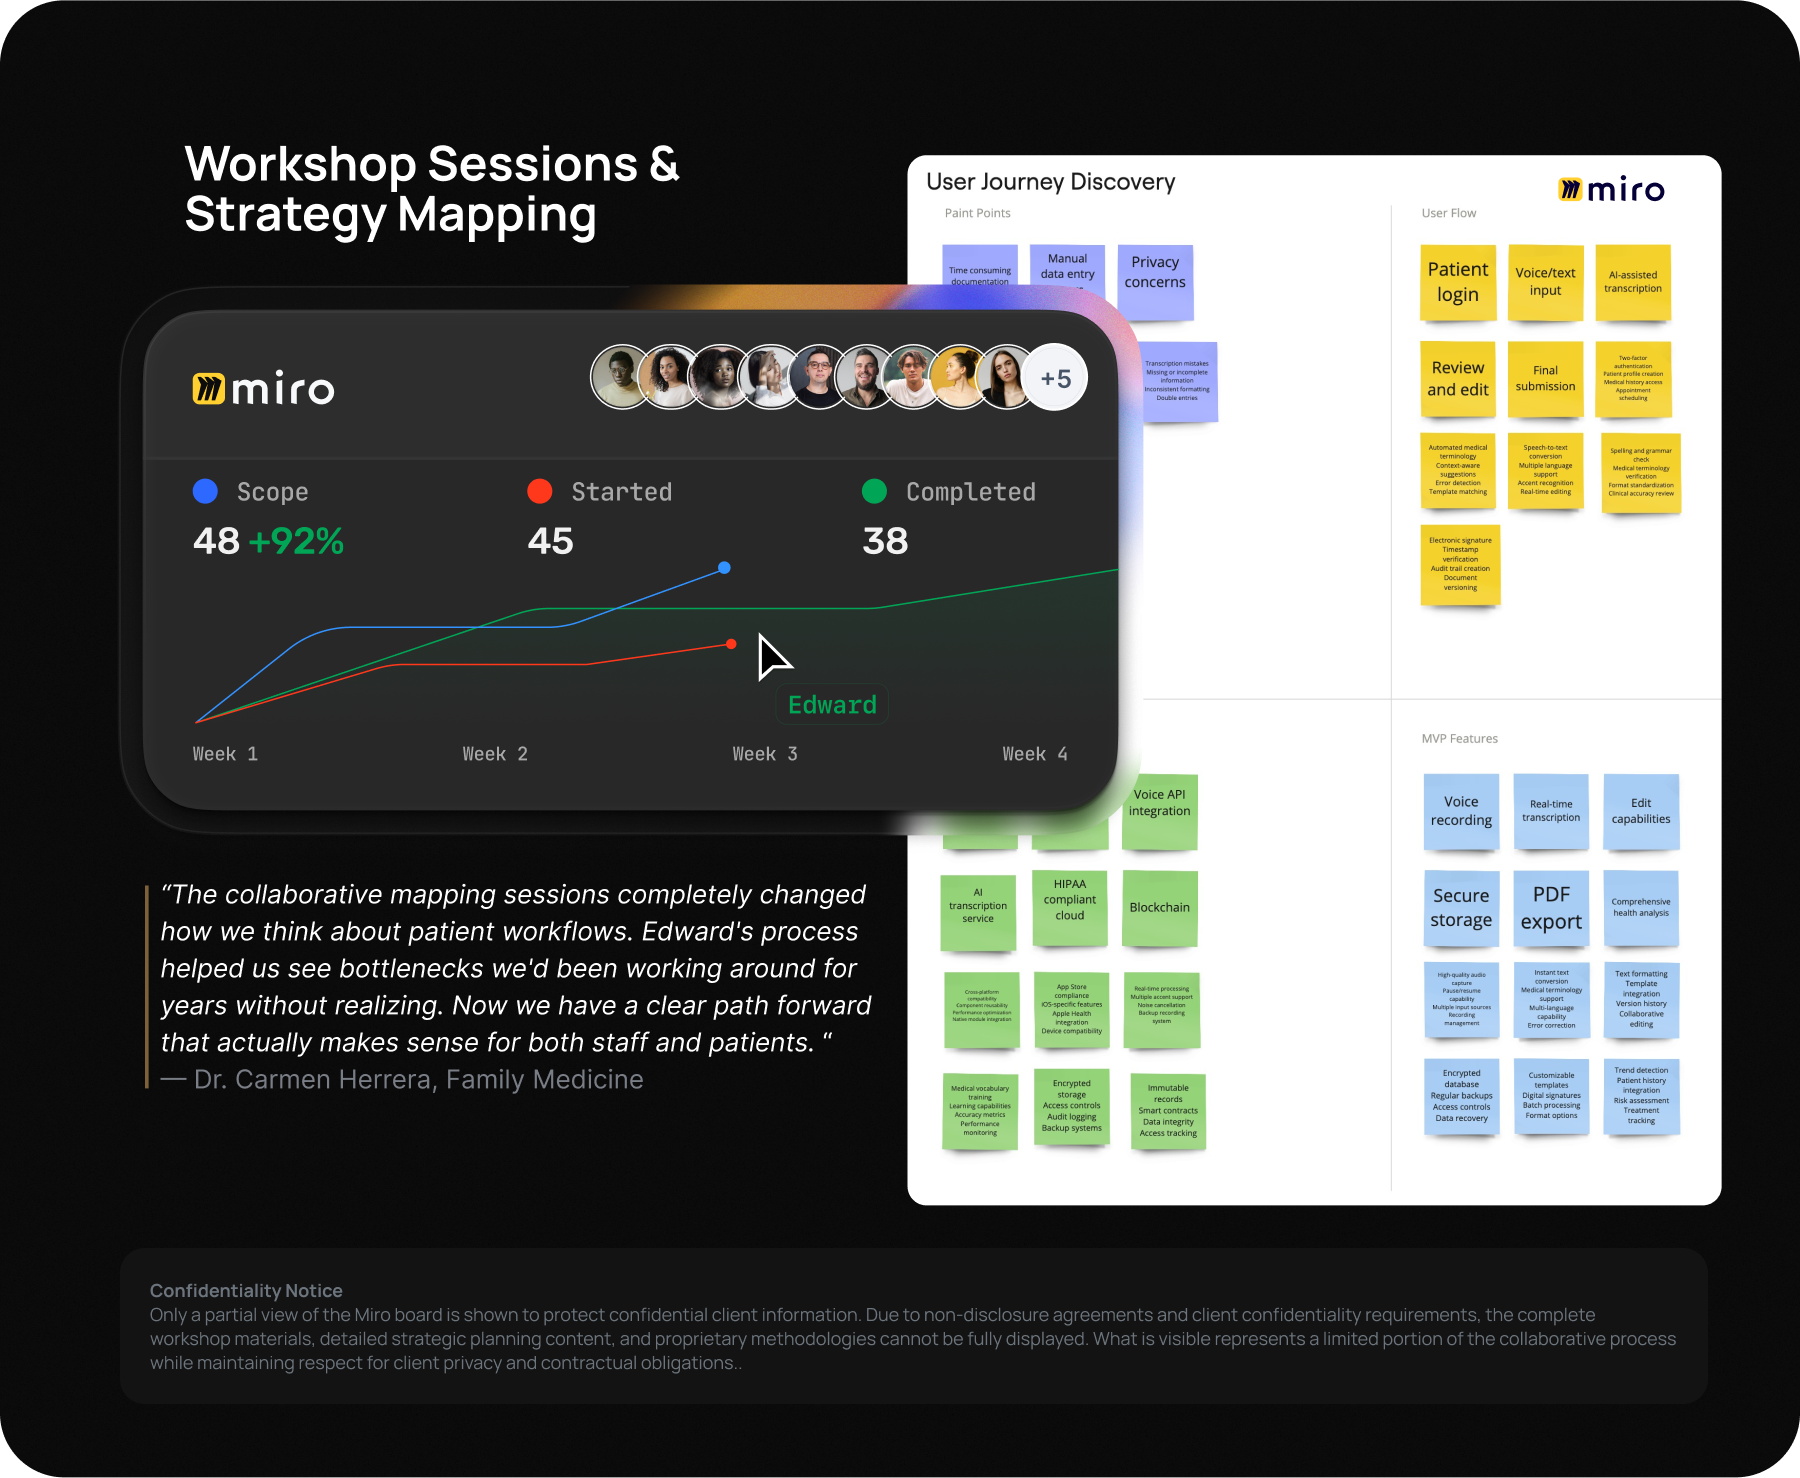 Workshop Sessions &
Strategy Mapping
miro
+5
Scope
48 +92%
Started
45
Completed
38
Edward
Week 1
Week 2
Week 3
Week 4
“The collaborative mapping sessions completely changed
how we think about patient workflows. Edward's process
helped us see bottlenecks we'd been working around for
years without realizing. Now we have a clear path forward
that actually makes sense for both staff and patients. “
— Dr. Carmen Herrera, Family Medicine
User Journey Discovery
miro
Paint Points
Time consuming
documentation
Manual
data entry
Privacy
concerns
Transcription mistakes
Missing or incomplete
information
Inconsistent formatting
Double entries
User Flow
Patient
login
Voice/text
input
AI-assisted
transcription
Review
and edit
Final
submission
Two-factor
authentication
Patient profile creation
Medical history access
Appointment
scheduling
Automated medical
terminology
Context-aware
suggestions
Error detection
Template matching
Speech-to-text
conversion
Multiple language
support
Accent recognition
Real-time editing
Spelling and grammar
check
Medical terminology
verification
Format standardization
Clinical accuracy review
Electronic signature
Timestamp
verification
Audit trail creation
Document
versioning
Voice API
integration
AI
transcription
service
HIPAA
compliant
cloud
Blockchain
Cross-platform
compatibility
Component reusability
Performance optimization
Native module integration
App Store
compliance
iOS-specific features
Apple Health
integration
Device compatibility
Real-time processing
Multiple accent support
Noise cancellation
Backup recording
system
Medical vocabulary
training
Learning capabilities
Accuracy metrics
Performance
monitoring
Encrypted
storage
Access controls
Audit logging
Backup systems
Immutable
records
Smart contracts
Data integrity
Access tracking
MVP Features
Voice
recording
Real-time
transcription
Edit
capabilities
Secure
storage
PDF
export
Comprehensive
health analysis
High-quality audio
capture
Pause/resume
capability
Multiple input sources
Recording
management
Instant text
conversion
Medical terminology
support
Multi-language
capability
Error correction
Text formatting
Template
integration
Version history
Collaborative
editing
Encrypted
database
Regular backups
Access controls
Data recovery
Customizable
templates
Digital signatures
Batch processing
Format options
Trend detection
Patient history
integration
Risk assessment
Treatment
tracking
Confidentiality Notice
Only a partial view of the Miro board is shown to protect confidential client information. Due to non-disclosure agreements and client confidentiality requirements, the complete
workshop materials, detailed strategic planning content, and proprietary methodologies cannot be fully displayed. What is visible represents a limited portion of the collaborative process
while maintaining respect for client privacy and contractual obligations..